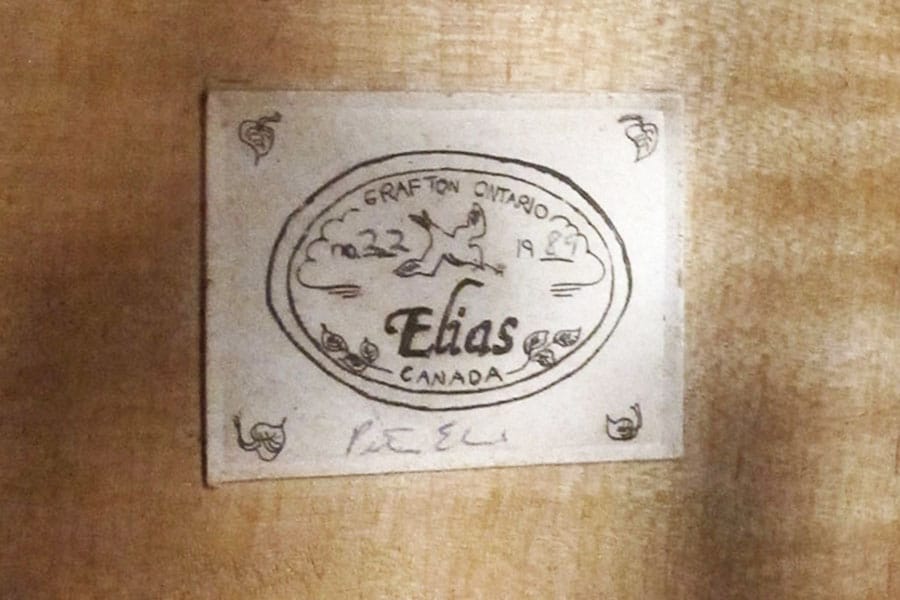 GRAFTON ONTARIO
no. 22 1989
Elias
CANADA